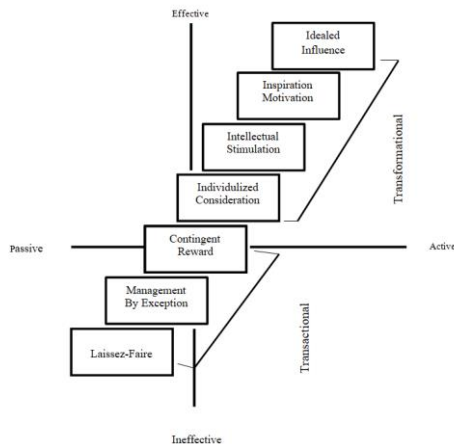 Effective
Idealed
Influence
Inspiration
Motivation
Intellectual
Stimulation
Individulized
Consideration
Transformational
Contingent
Reward
Passive
Active
Management
By Exception
Transactional
Laissez-Faire
Ineffective